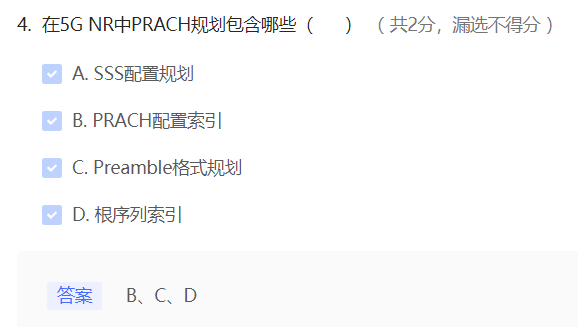 4. 在5G NR中PRACH规划包含哪些（ ）（ 共2分，漏选不得分 ）
A. SSS配置规划
B. PRACH配置索引
C. Preamble格式规划
D. 根序列索引
答案 B、C、D